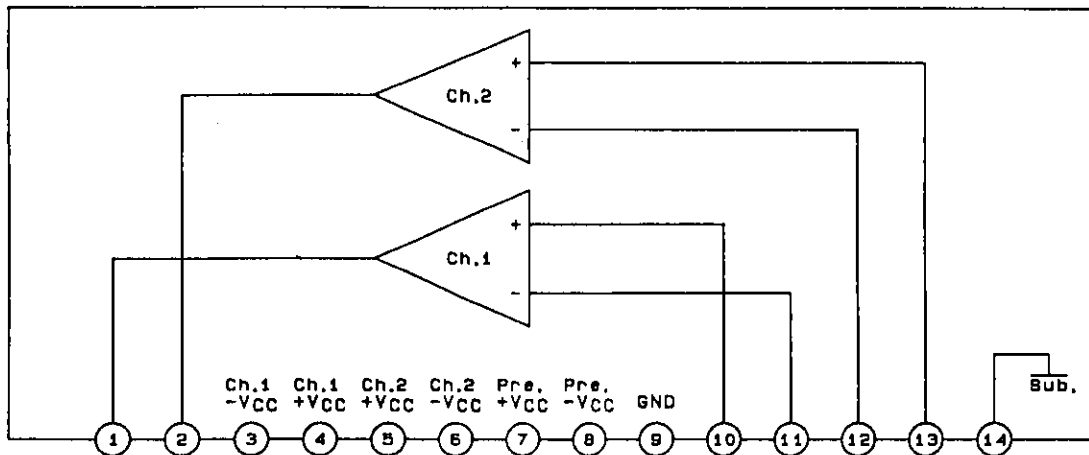 +
Ch.2
-
+
Ch.1
-
Ch.1 Ch.1 Ch.2 Ch.2 Pre. Pre.
-VCC +VCC +VCC -VCC +VCC -VCC GND
Sub.
1 2 3 4 5 6 7 8 9 10 11 12 13 14